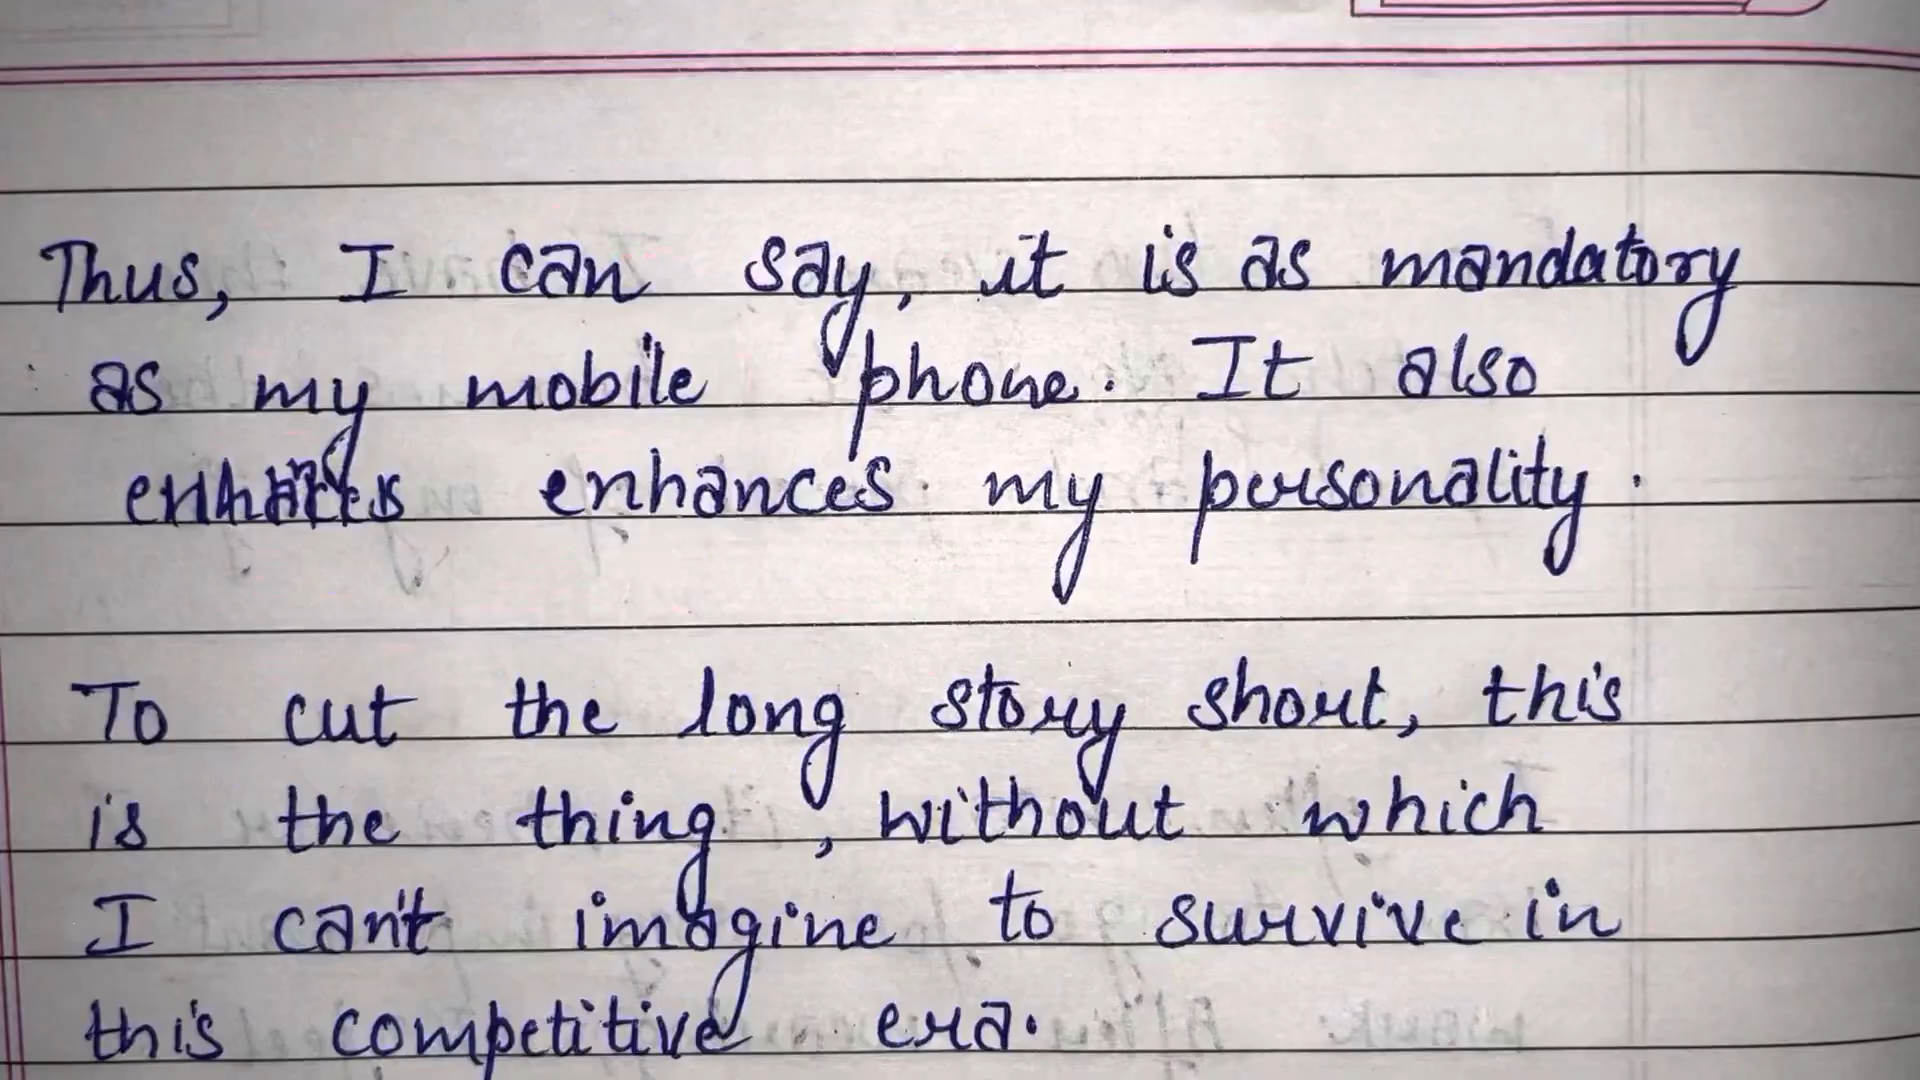 Thus, I can say, it is as mandatory
as my mobile phone. It also
enhances my personality.
To cut the long story short, this
is the thing, without which
I can't imagine to survive in
this competitive era.